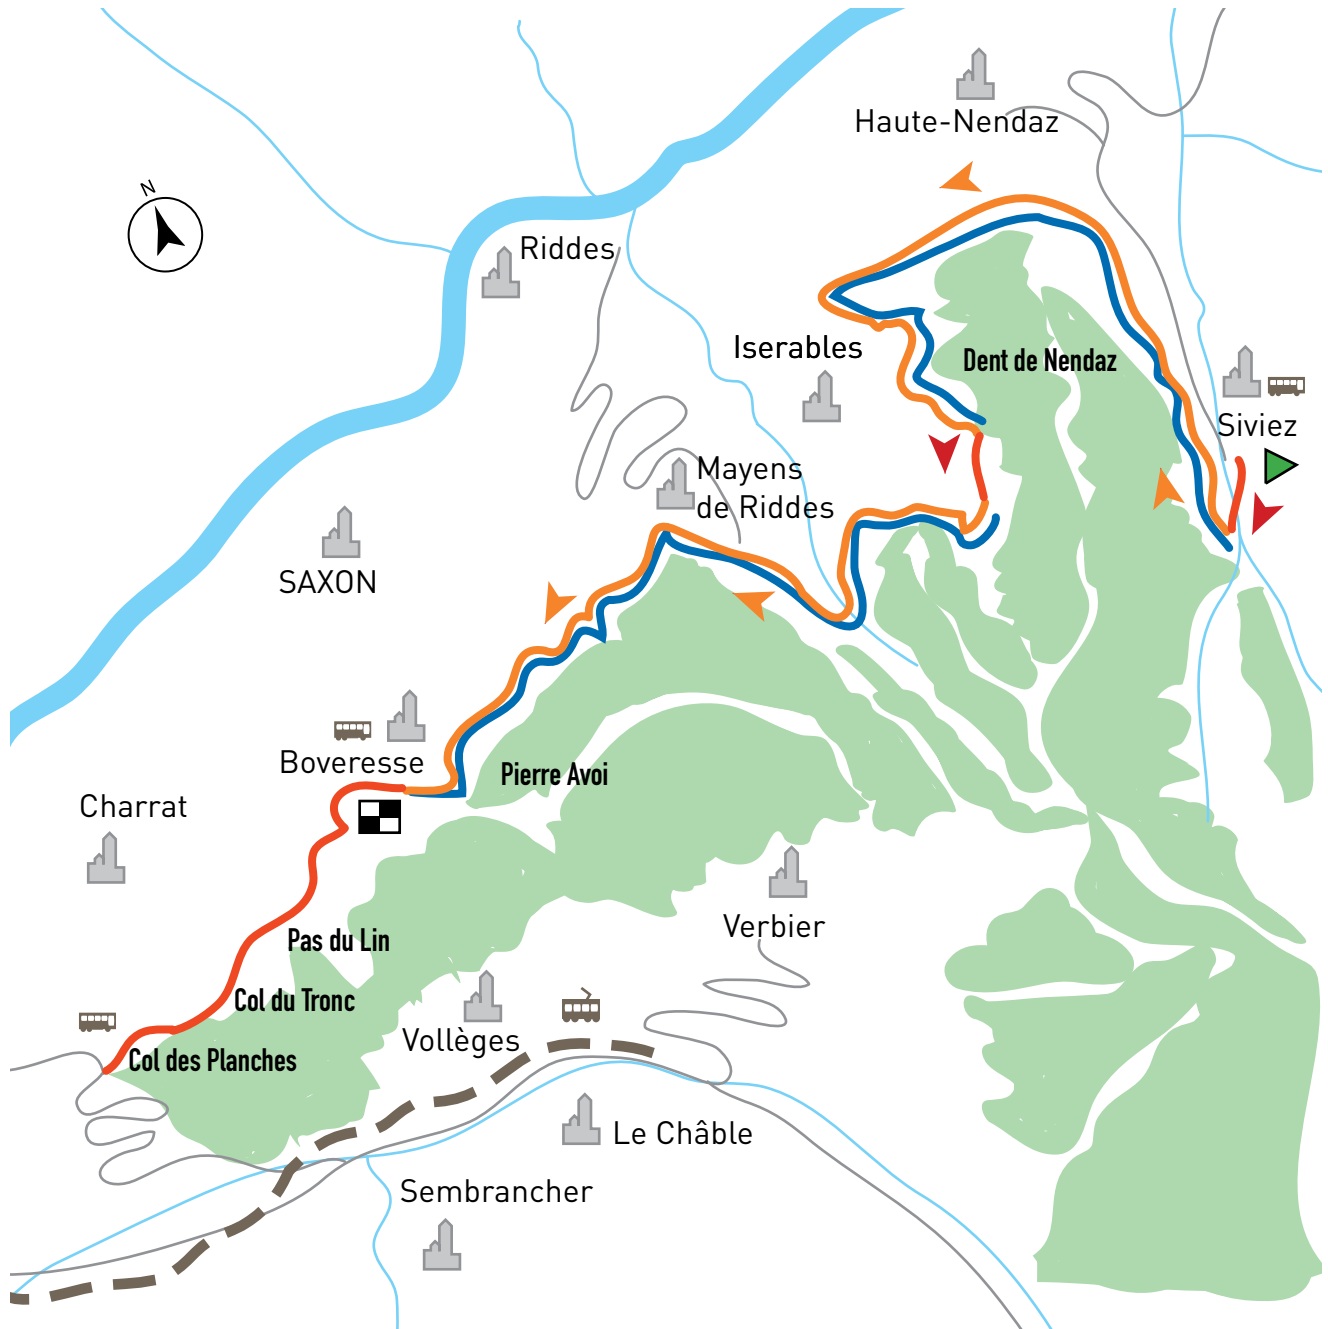 Haute-Nendaz
N
Riddes
Iserables
Dent de Nendaz
Siviez
Mayens
de Riddes
SAXON
Boveresse
Pierre Avoi
Charrat
Verbier
Pas du Lin
Col du Tronc
Vollèges
Col des Planches
Le Châble
Sembrancher